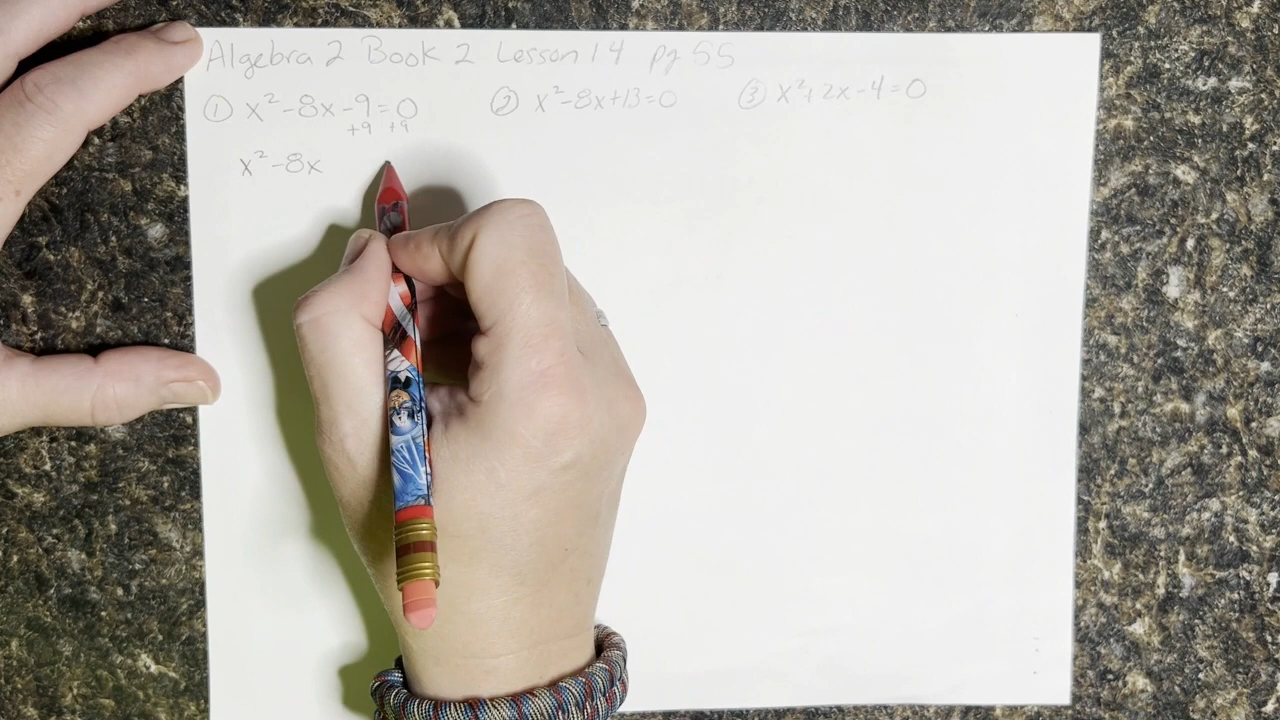 Algebra 2 Book 2 Lesson 14 pg 55
① x²-8x-9=0 ② x²-8x+13=0 ③ x²+2x-4=0
+9 +9
x²-8x